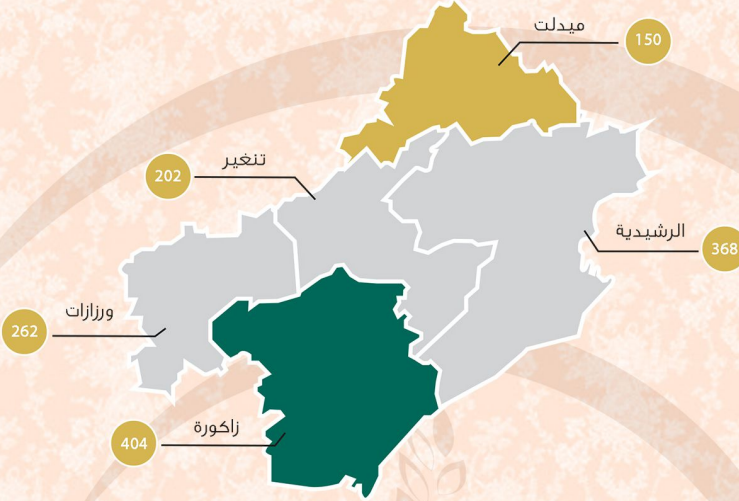 ميدلت
150
تنغير
202
الرشيدية
368
ورزازات
262
زاكورة
404